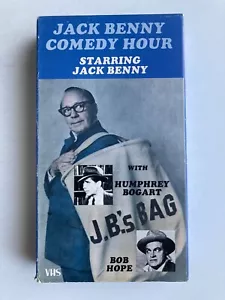 JACK BENNY
COMEDY HOUR
STARRING
JACK BENNY
WITH
HUMPHREY
BOGART
J.B.'s BAG
BOB
HOPE
VHS